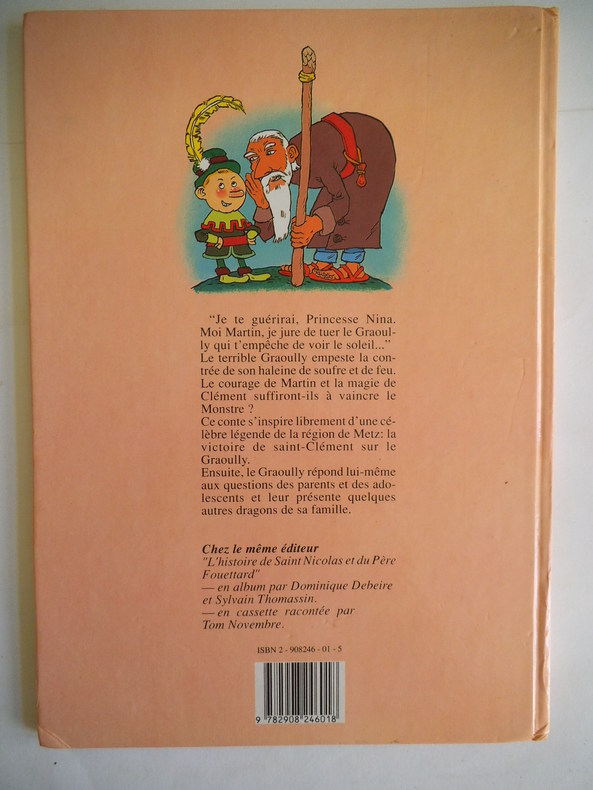 "Je te guérirai, Princesse Nina.
Moi Martin, je jure de tuer le Graoul-
ly qui t'empêche de voir le soleil..."
Le terrible Graoully empeste la con-
trée de son haleine de soufre et de feu.
Le courage de Martin et la magie de
Clément suffiront-ils à vaincre le
Monstre ?
Ce conte s'inspire librement d'une cé-
lèbre légende de la région de Metz: la
victoire de saint-Clément sur le
Graoully.
Ensuite, le Graoully répond lui-même
aux questions des parents et des ado-
lescents et leur présente quelques
autres dragons de sa famille.
Chez le même éditeur
"L'histoire de Saint Nicolas et du Père
Fouettard"
— en album par Dominique Debeire
et Sylvain Thomassin.
— en cassette racontée par
Tom Novembre.
ISBN 2 - 908246 - 01 - 5
9 782908 246018